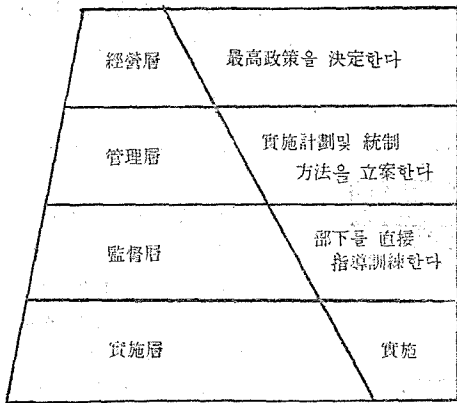 經營層
最高政策을 決定한다
管理層
實施計劃및 統制
方法을 立案한다
監督層
部下를 直接
指導訓練한다
實施層
實施